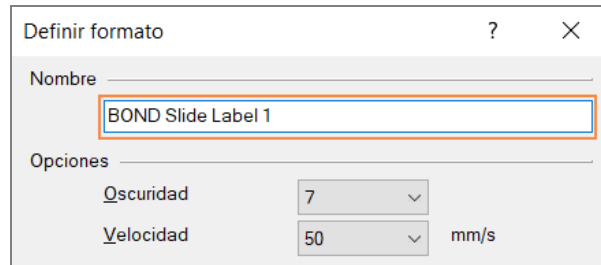 Definir formato ?
Nombre
BOND Slide Label 1
Opciones
Oscuridad 7
Velocidad 50 mm/s